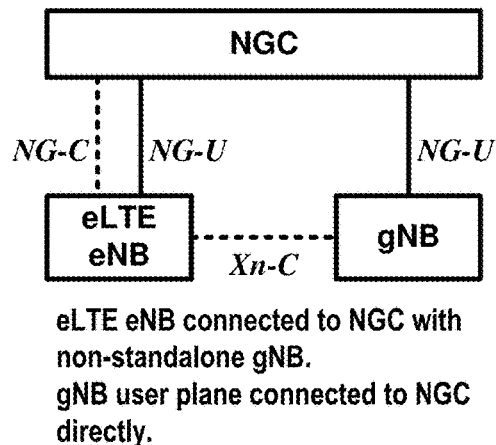 NGC
NG-C
NG-U
NG-U
eLTE
eNB
Xn-C
gNB
eLTE eNB connected to NGC with
non-standalone gNB.
gNB user plane connected to NGC
directly.